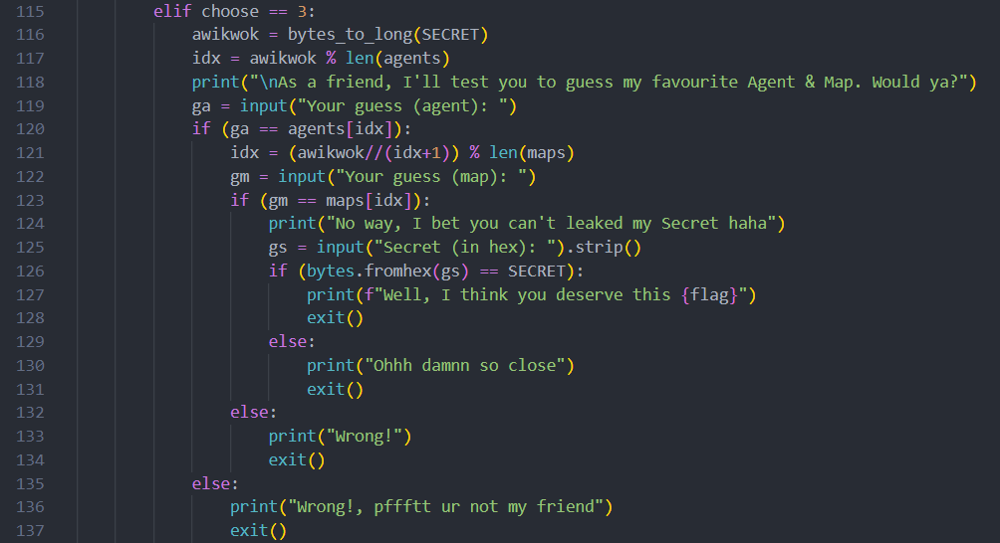 115 elif choose == 3:
116 awikwok = bytes_to_long(SECRET)
117 idx = awikwok % len(agents)
118 print("\nAs a friend, I'll test you to guess my favourite Agent & Map. Would ya?")
119 ga = input("Your guess (agent): ")
120 if (ga == agents[idx]):
121 idx = (awikwok//(idx+1)) % len(maps)
122 gm = input("Your guess (map): ")
123 if (gm == maps[idx]):
124 print("No way, I bet you can't leaked my Secret haha")
125 gs = input("Secret (in hex): ").strip()
126 if (bytes.fromhex(gs) == SECRET):
127 print(f"Well, I think you deserve this {flag}")
128 exit()
129 else:
130 print("Ohhh damnn so close")
131 exit()
132 else:
133 print("Wrong!")
134 exit()
135 else:
136 print("Wrong!, pffftt ur not my friend")
137 exit()